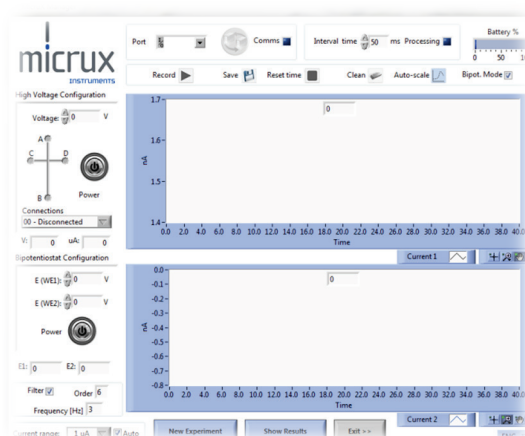 micrux
INSTRUMENTS
Port
Comms
Interval time 50 ms Processing
Battery %
0 50
Record
Save
Reset time
Clean
Auto-scale
Bipot. Mode
High Voltage Configuration
Voltage: 0 V
A
C D
B
Power
Connections
00 - Disconnected
V: 0 uA: 0
0
1.7
1.6
1.5
1.4
nA
0.0 2.0 4.0 6.0 8.0 10.0 12.0 14.0 16.0 18.0 20.0 22.0 24.0 26.0 28.0 30.0 32.0 34.0 36.0 38.0 40.0
Time
Current 1
Bipotentiostat Configuration
E (WE1): 0 V
E (WE2): 0 V
Power
E1: 0 E2: 0
Filter Order 6
Frequency [Hz] 3
Current range: 1 uA Auto
0
0.0
-0.1
-0.2
-0.3
-0.4
-0.5
-0.6
-0.7
-0.8
nA
0.0 2.0 4.0 6.0 8.0 10.0 12.0 14.0 16.0 18.0 20.0 22.0 24.0 26.0 28.0 30.0 32.0 34.0 36.0 38.0 40.0
Time
Current 2
New Experiment
Show Results
Exit >>